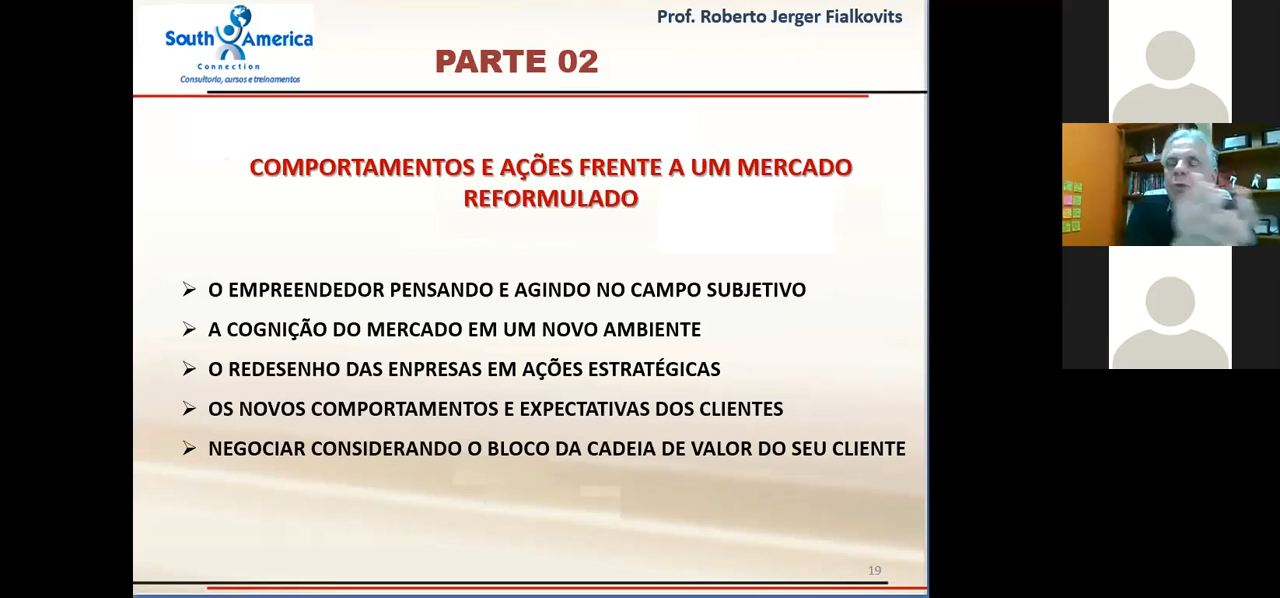 South America
Connection
Consultoria, cursos e treinamentos
Prof. Roberto Jerger Fialkovits
PARTE 02
COMPORTAMENTOS E AÇÕES FRENTE A UM MERCADO
REFORMULADO
O EMPREENDEDOR PENSANDO E AGINDO NO CAMPO SUBJETIVO
A COGNIÇÃO DO MERCADO EM UM NOVO AMBIENTE
O REDESENHO DAS ENPRESAS EM AÇÕES ESTRATÉGICAS
OS NOVOS COMPORTAMENTOS E EXPECTATIVAS DOS CLIENTES
NEGOCIAR CONSIDERANDO O BLOCO DA CADEIA DE VALOR DO SEU CLIENTE
19